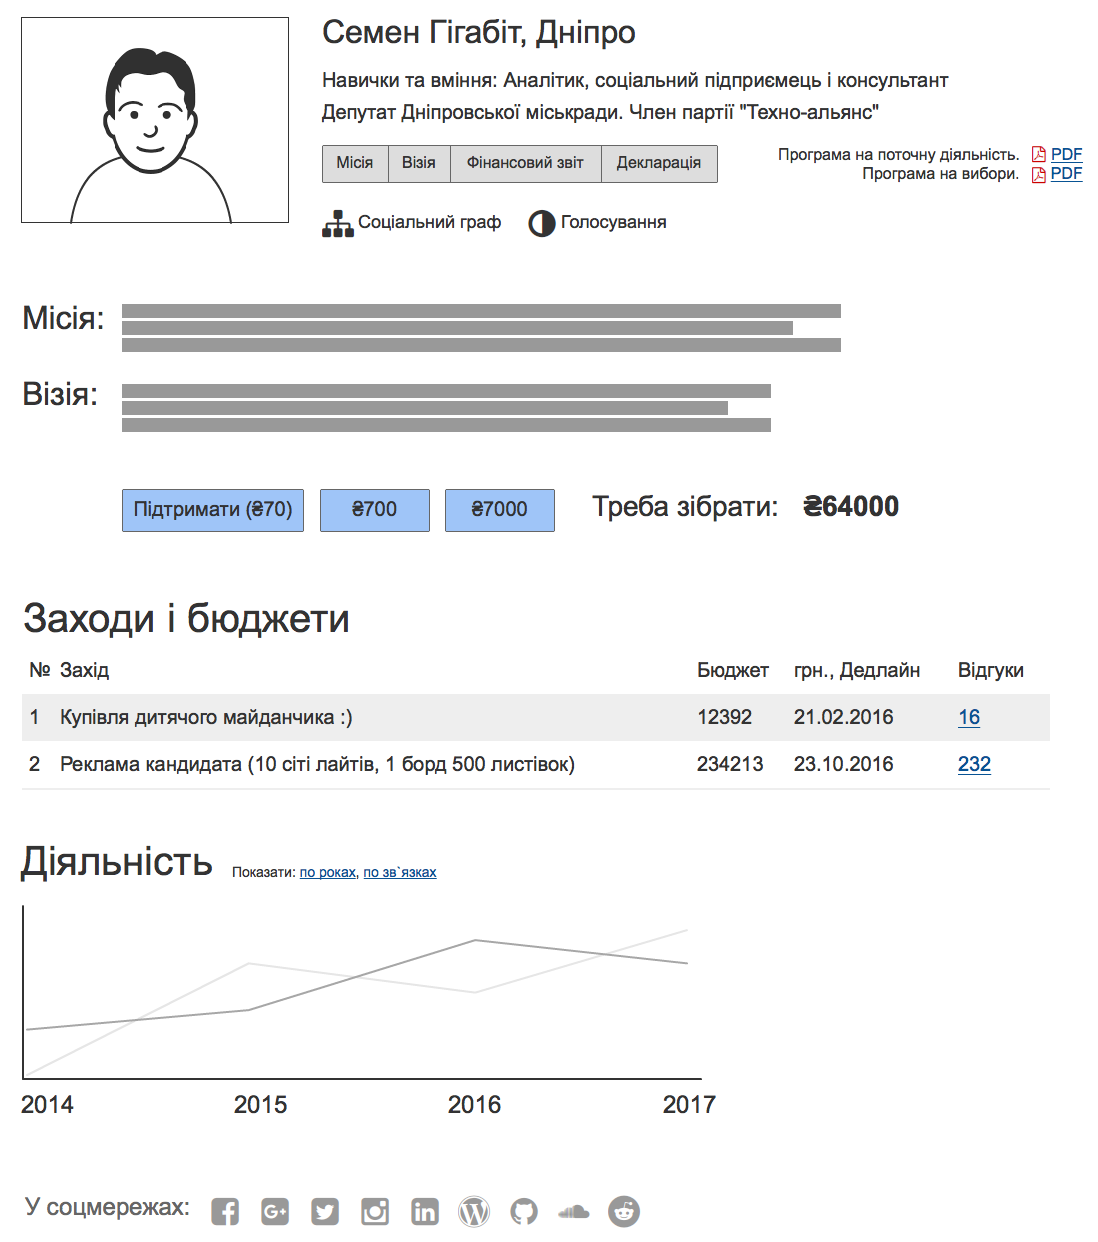 Семен Гігабіт, Дніпро
Навички та вміння: Аналітик, соціальний підприємець і консультант
Депутат Дніпровської міськради. Член партії "Техно-альянс"
Місія Візія Фінансовий звіт Декларація
Програма на поточну діяльність. PDF
Програма на вибори. PDF
Соціальний граф Голосування
Місія:
Візія:
Підтримати (₴70) ₴700 ₴7000 Треба зібрати: ₴64000
Заходи і бюджети
№ Захід Бюджет грн., Дедлайн Відгуки
1 Купівля дитячого майданчика :) 12392 21.02.2016 16
2 Реклама кандидата (10 сіті лайтів, 1 борд 500 листівок) 234213 23.10.2016 232
Діяльність Показати: по роках, по зв`язках
2014 2015 2016 2017
У соцмережах: